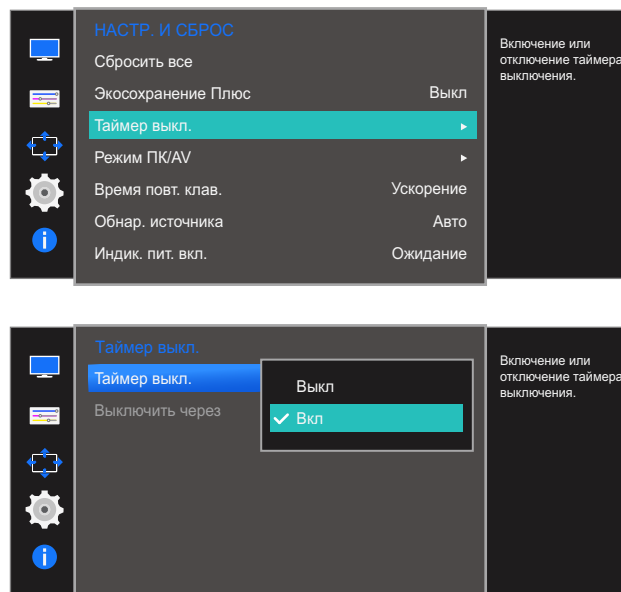 НАСТР. И СБРОС
Сбросить все
Экосохранение Плюс Выкл
Таймер выкл.
Режим ПК/AV
Время повт. клав. Ускорение
Обнар. источника Авто
Индик. пит. вкл. Ожидание
Включение или
отключение таймера
выключения.
Таймер выкл.
Таймер выкл.
Выключить через
Выкл
Вкл
Включение или
отключение таймера
выключения.